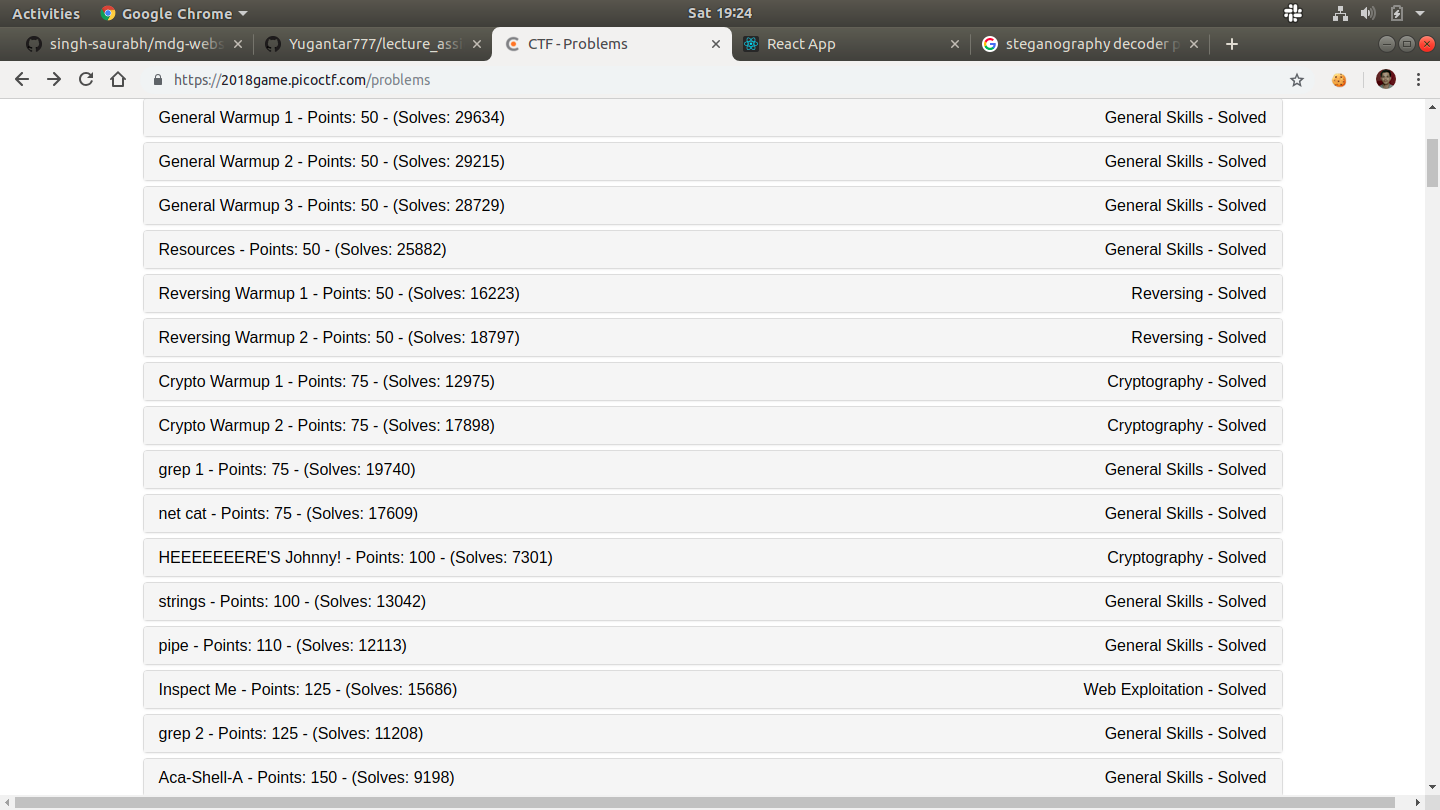 Activities Google Chrome Sat 19:24
singh-saurabh/mdg-webs Yugantar777/lecture_assi CTF - Problems React App steganography decoder p
https://2018game.picoctf.com/problems
General Warmup 1 - Points: 50 - (Solves: 29634) General Skills - Solved
General Warmup 2 - Points: 50 - (Solves: 29215) General Skills - Solved
General Warmup 3 - Points: 50 - (Solves: 28729) General Skills - Solved
Resources - Points: 50 - (Solves: 25882) General Skills - Solved
Reversing Warmup 1 - Points: 50 - (Solves: 16223) Reversing - Solved
Reversing Warmup 2 - Points: 50 - (Solves: 18797) Reversing - Solved
Crypto Warmup 1 - Points: 75 - (Solves: 12975) Cryptography - Solved
Crypto Warmup 2 - Points: 75 - (Solves: 17898) Cryptography - Solved
grep 1 - Points: 75 - (Solves: 19740) General Skills - Solved
net cat - Points: 75 - (Solves: 17609) General Skills - Solved
HEEEEEEERE'S Johnny! - Points: 100 - (Solves: 7301) Cryptography - Solved
strings - Points: 100 - (Solves: 13042) General Skills - Solved
pipe - Points: 110 - (Solves: 12113) General Skills - Solved
Inspect Me - Points: 125 - (Solves: 15686) Web Exploitation - Solved
grep 2 - Points: 125 - (Solves: 11208) General Skills - Solved
Aca-Shell-A - Points: 150 - (Solves: 9198) General Skills - Solved